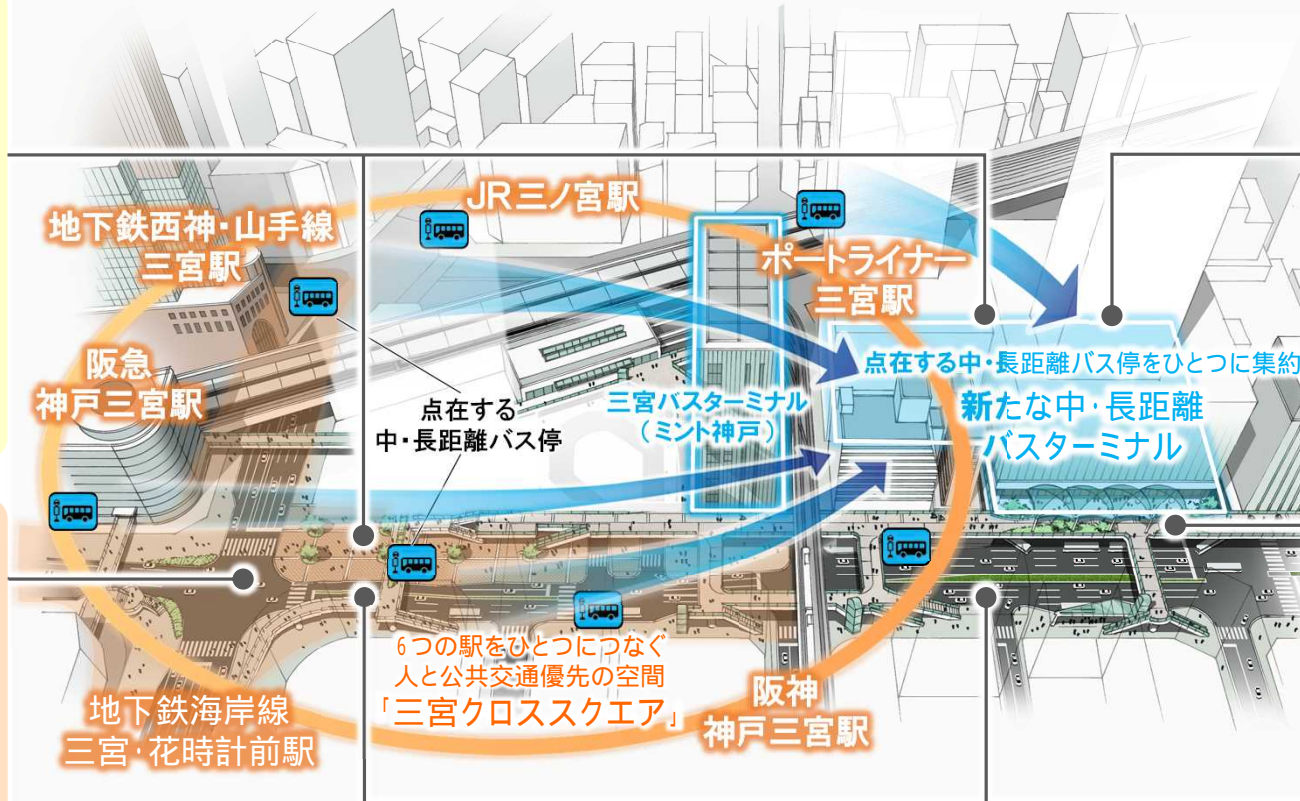 JR三ノ宮駅
地下鉄西神・山手線
三宮駅
ポートライナー
三宮駅
阪急
神戸三宮駅
点在する
中・長距離バス停
三宮バスターミナル
（ミント神戸）
点在する中・長距離バス停をひとつに集約
新たな中・長距離
バスターミナル
6つの駅をひとつにつなぐ
人と公共交通優先の空間
「三宮クロススクエア」
阪神
神戸三宮駅
地下鉄海岸線
三宮・花時計前駅